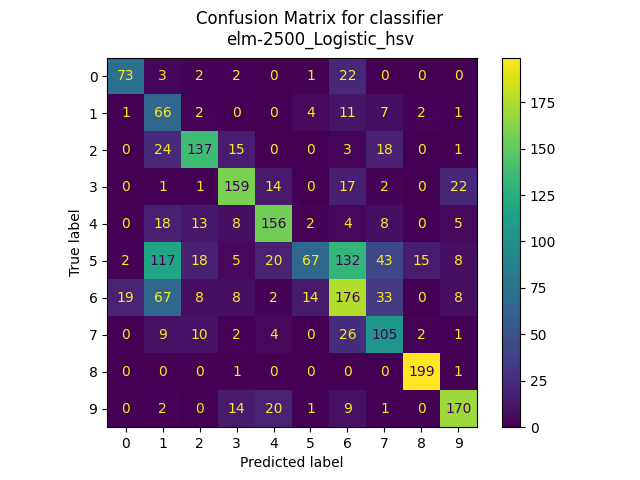 Confusion Matrix for classifier
elm-2500_Logistic_hsv
0 73 3 2 2 0 1 22 0 0 0
1 1 66 2 0 0 4 11 7 2 1
2 0 24 137 15 0 0 3 18 0 1
3 0 1 1 159 14 0 17 2 0 22
4 0 18 13 8 156 2 4 8 0 5
5 2 117 18 5 20 67 132 43 15 8
6 19 67 8 8 2 14 176 33 0 8
7 0 9 10 2 4 0 26 105 2 1
8 0 0 0 1 0 0 0 0 199 1
9 0 2 0 14 20 1 9 1 0 170
0 1 2 3 4 5 6 7 8 9
True label
Predicted label
175
150
125
100
75
50
25
0